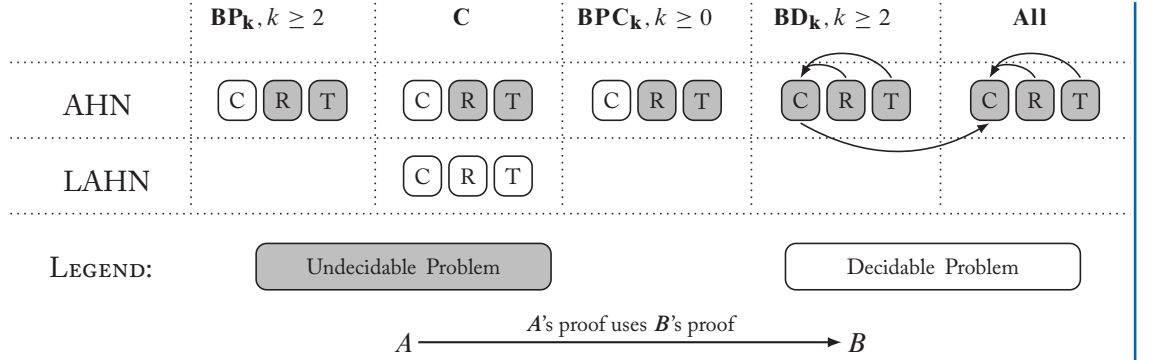 BPk, k ≥ 2 C BPCk, k ≥ 0 BDk, k ≥ 2 All
AHN C R T C R T C R T C R T C R T
LAHN C R T
LEGEND: Undecidable Problem Decidable Problem
A's proof uses B's proof
A B